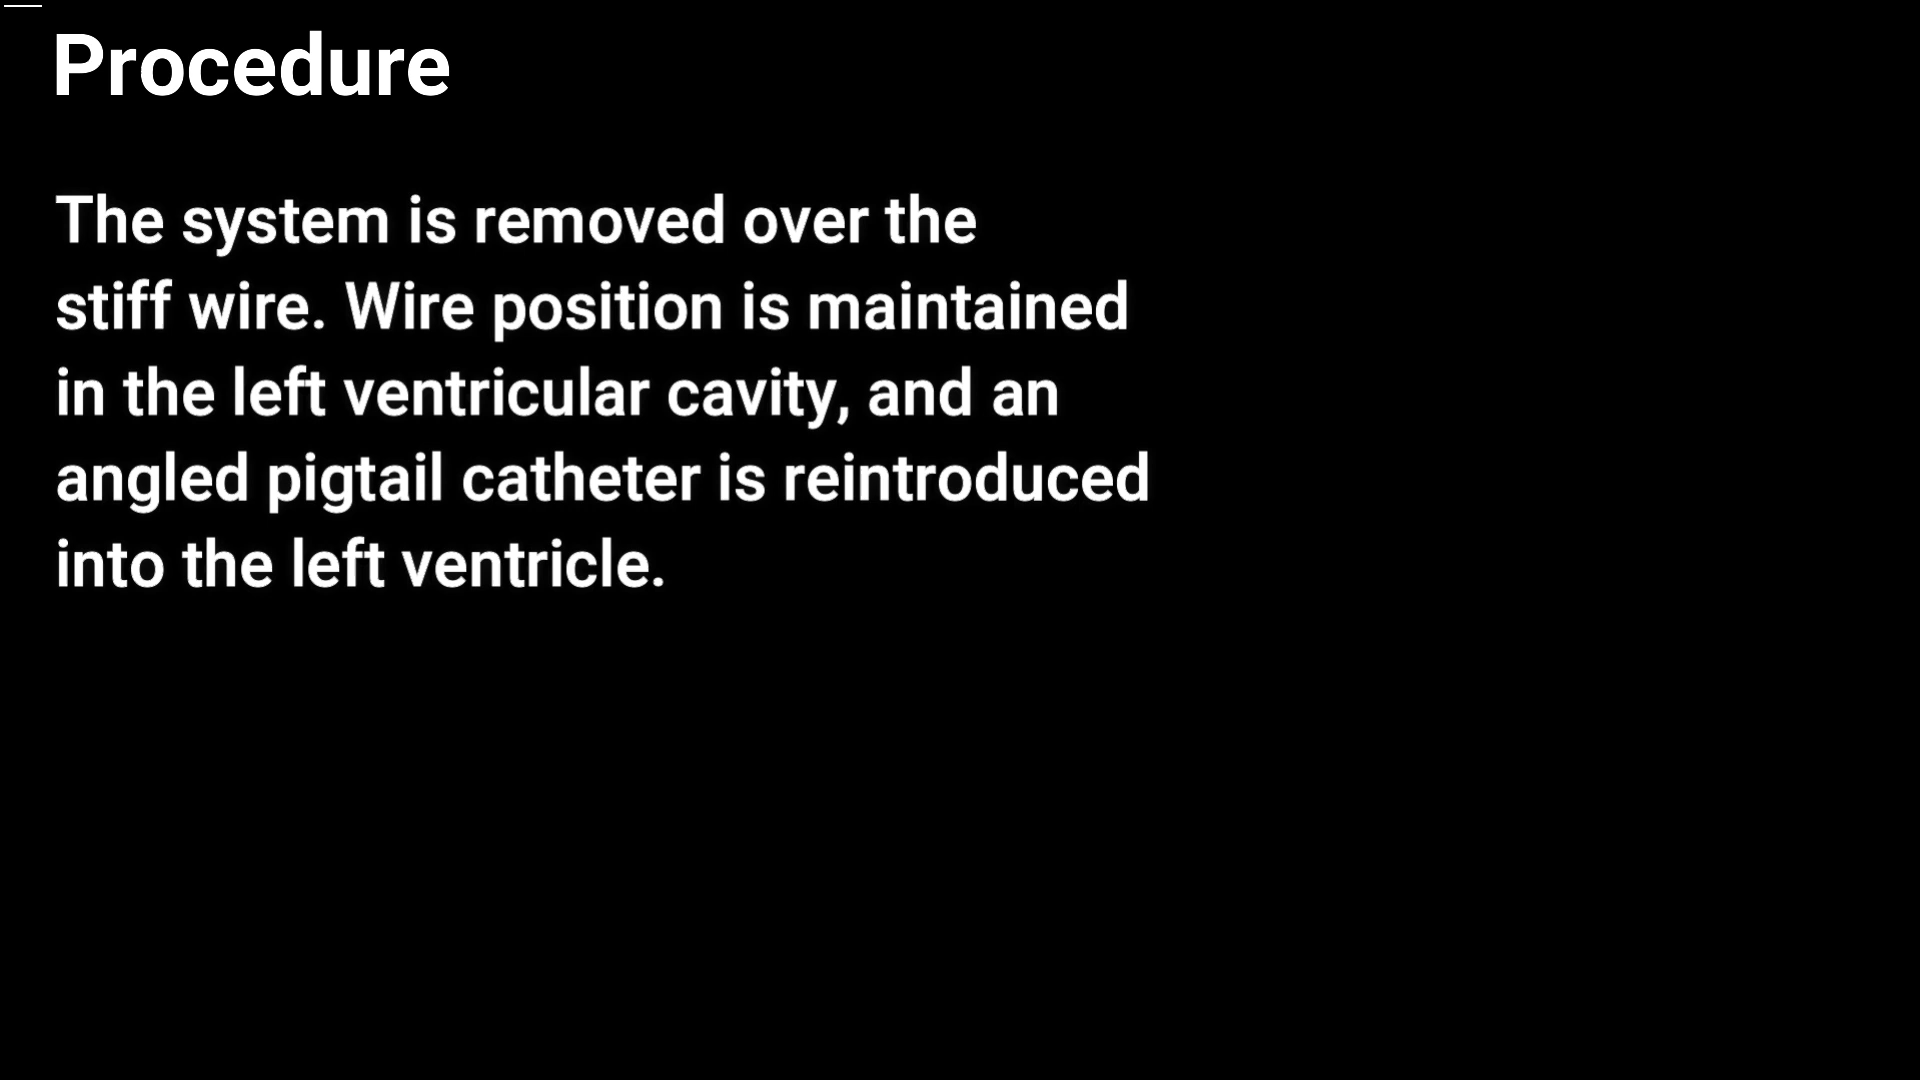 Procedure
The system is removed over the
stiff wire. Wire position is maintained
in the left ventricular cavity, and an
angled pigtail catheter is reintroduced
into the left ventricle.